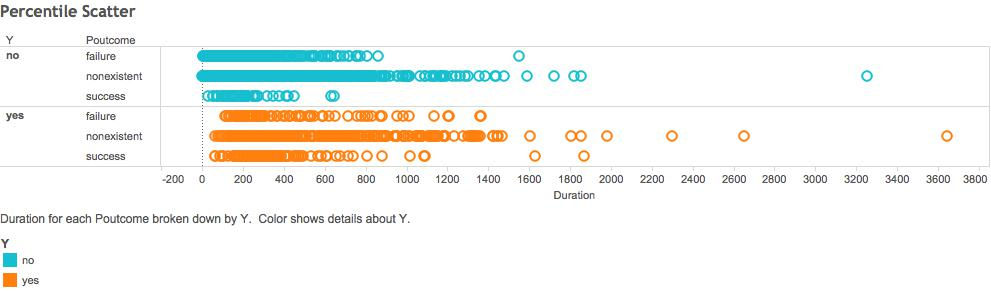 Percentile Scatter
Y Poutcome
no failure
nonexistent
success
yes failure
nonexistent
success
-200 0 200 400 600 800 1000 1200 1400 1600 1800 2000 2200 2400 2600 2800 3000 3200 3400 3600 3800
Duration
Duration for each Poutcome broken down by Y. Color shows details about Y.
Y
no
yes